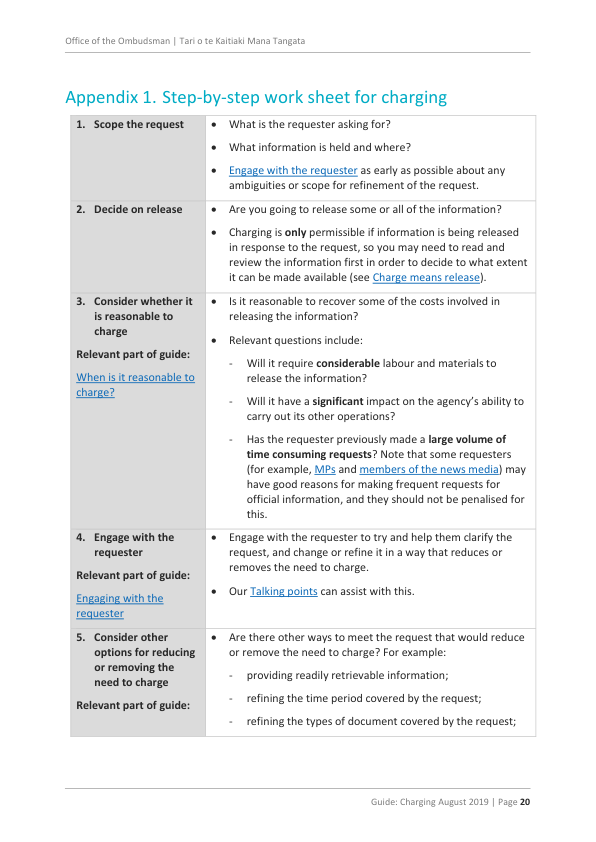 Office of the Ombudsman | Tari o te Kaitiaki Mana Tangata
Appendix 1. Step-by-step work sheet for charging
1. Scope the request
• What is the requester asking for?
• What information is held and where?
• Engage with the requester as early as possible about any
ambiguities or scope for refinement of the request.
2. Decide on release
• Are you going to release some or all of the information?
• Charging is only permissible if information is being released
in response to the request, so you may need to read and
review the information first in order to decide to what extent
it can be made available (see Charge means release).
3. Consider whether it
is reasonable to
charge
Relevant part of guide:
When is it reasonable to
charge?
• Is it reasonable to recover some of the costs involved in
releasing the information?
• Relevant questions include:
- Will it require considerable labour and materials to
release the information?
- Will it have a significant impact on the agency’s ability to
carry out its other operations?
- Has the requester previously made a large volume of
time consuming requests? Note that some requesters
(for example, MPs and members of the news media) may
have good reasons for making frequent requests for
official information, and they should not be penalised for
this.
4. Engage with the
requester
Relevant part of guide:
Engaging with the
requester
• Engage with the requester to try and help them clarify the
request, and change or refine it in a way that reduces or
removes the need to charge.
• Our Talking points can assist with this.
5. Consider other
options for reducing
or removing the
need to charge
Relevant part of guide:
• Are there other ways to meet the request that would reduce
or remove the need to charge? For example:
- providing readily retrievable information;
- refining the time period covered by the request;
- refining the types of document covered by the request;
Guide: Charging August 2019 | Page 20